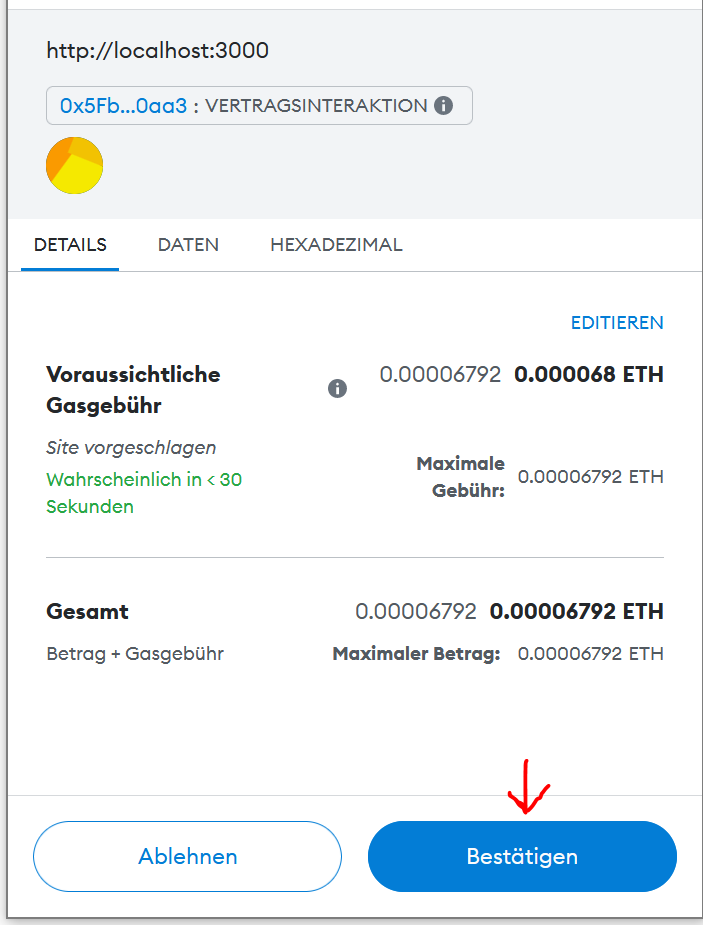 http://localhost:3000
0x5Fb...0aa3 : VERTRAGSINTERAKTION
DETAILS DATEN HEXADEZIMAL
EDITIEREN
Voraussichtliche 0.00006792 0.000068 ETH
Gasgebühr
Site vorgeschlagen
Maximale
Wahrscheinlich in < 30
Gebühr: 0.00006792 ETH
Sekunden
Gesamt 0.00006792 0.00006792 ETH
Betrag + Gasgebühr Maximaler Betrag: 0.00006792 ETH
Ablehnen Bestätigen